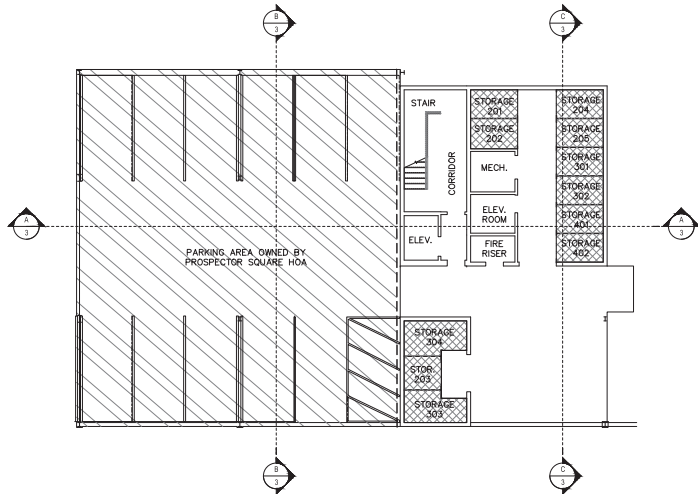 B
3
C
3
STAIR
STORAGE
201
STORAGE
204
STORAGE
202
STORAGE
205
CORRIDOR
MECH.
STORAGE
301
STORAGE
302
ELEV.
ROOM
STORAGE
401
A
3
A
3
ELEV.
FIRE
RISER
STORAGE
402
PARKING AREA OWNED BY
PROSPECTOR SQUARE HOA
STORAGE
304
STOR.
203
STORAGE
303
B
3
C
3